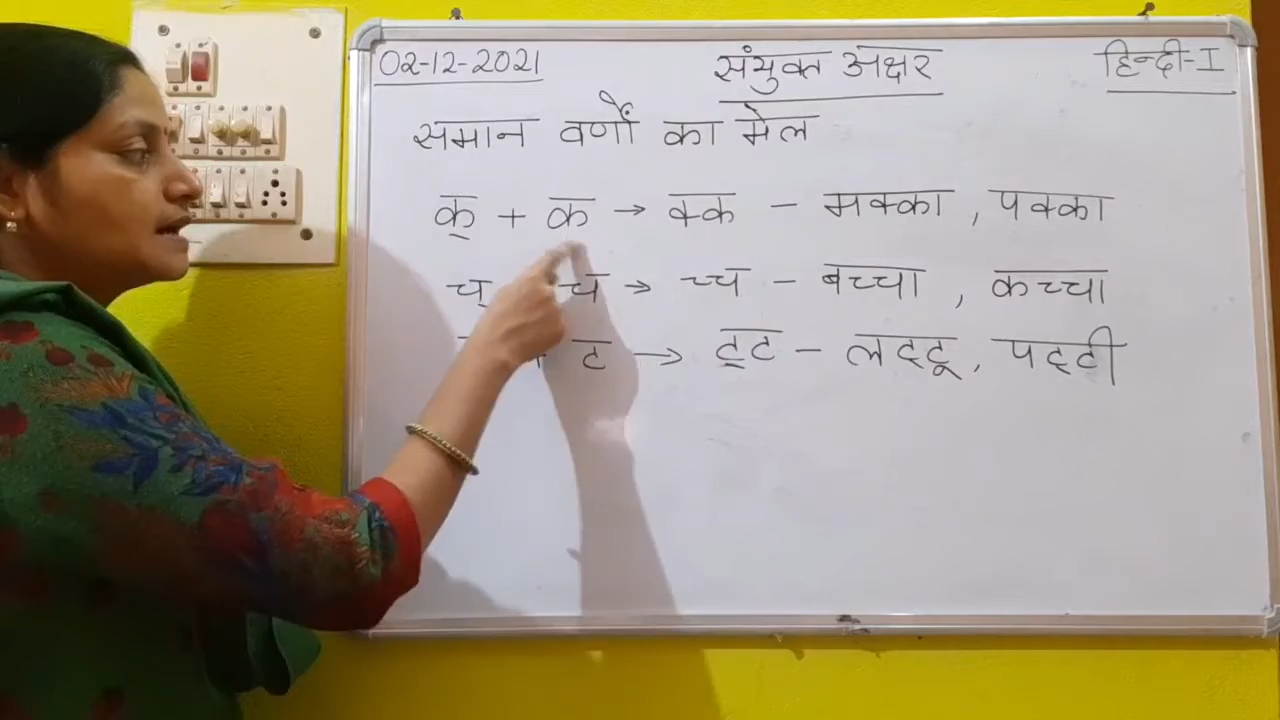 02-12-2021 संयुक्त अक्षर हिन्दी-I
समान वर्णों का मेल
क् + क → क्क - मक्का , पक्का
च् च → च्च - बच्चा , कच्चा
ट → ट्ट - लट्टू , पट्टी